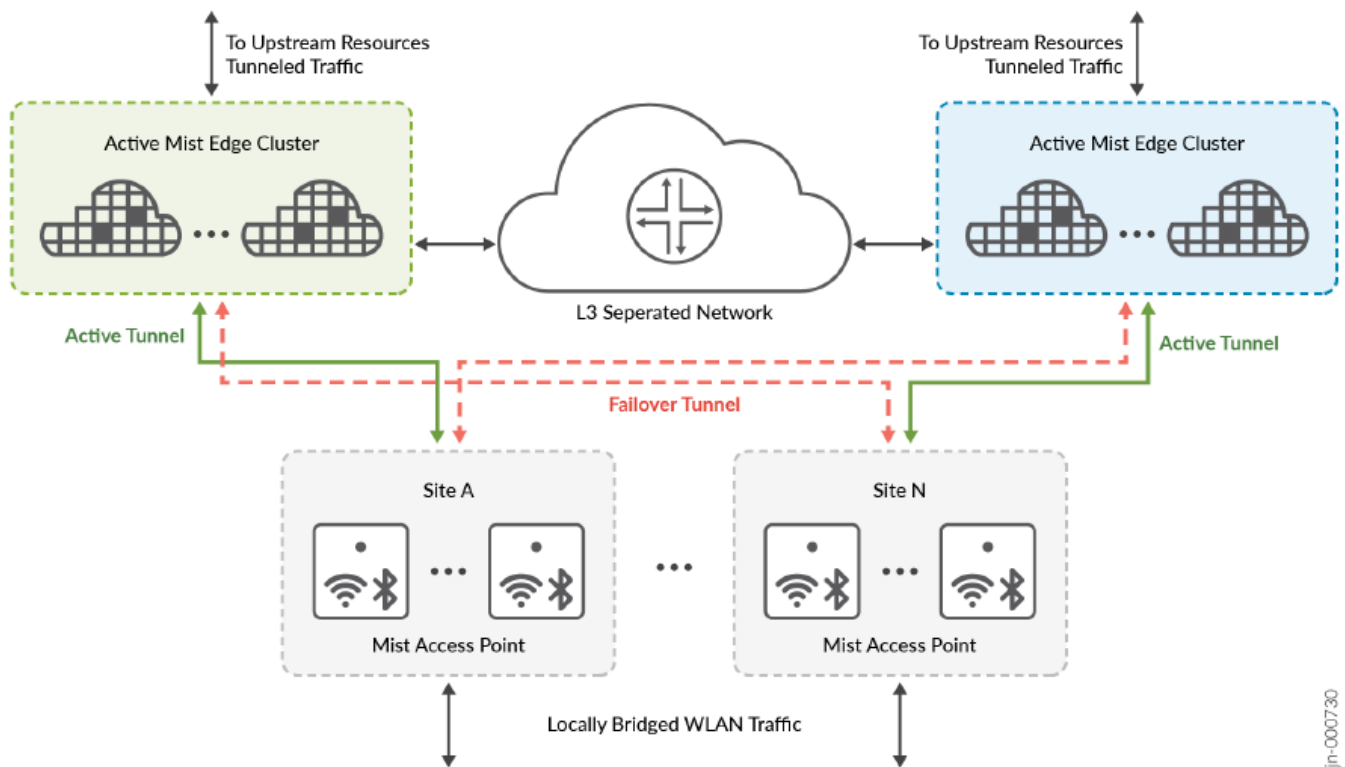 To Upstream Resources
Tunneled Traffic
To Upstream Resources
Tunneled Traffic
Active Mist Edge Cluster
Active Mist Edge Cluster
L3 Seperated Network
Active Tunnel
Active Tunnel
Failover Tunnel
Site A
Site N
Mist Access Point
Mist Access Point
Locally Bridged WLAN Traffic
jn-000730